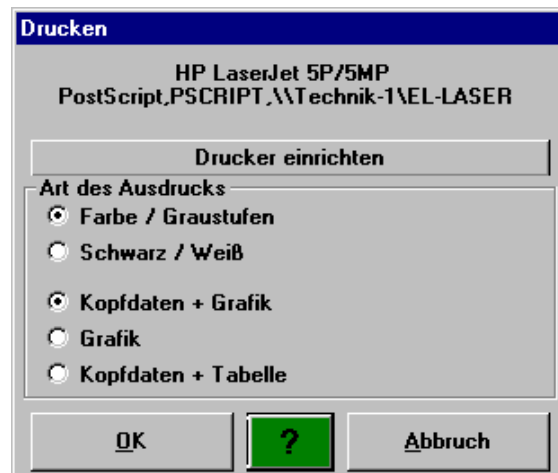 Drucken
HP LaserJet 5P/5MP
PostScript,PSCRIPT,\\Technik-1\EL-LASER
Drucker einrichten
Art des Ausdrucks
Farbe / Graustufen
Schwarz / Weiß
Kopfdaten + Grafik
Grafik
Kopfdaten + Tabelle
OK ? Abbruch